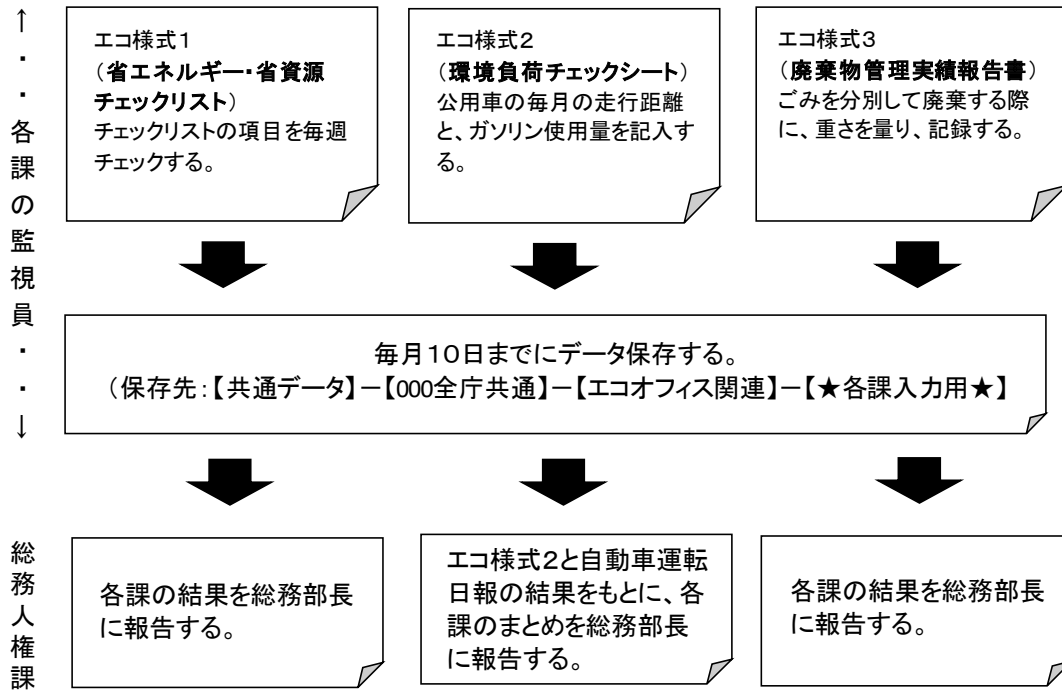 ↑・・各課の監視員・・↓
エコ様式1
(省エネルギー・省資源
チェックリスト)
チェックリストの項目を毎週
チェックする。
エコ様式2
(環境負荷チェックシート)
公用車の毎月の走行距離
と、ガソリン使用量を記入す
る。
エコ様式3
(廃棄物管理実績報告書)
ごみを分別して廃棄する際
に、重さを量り、記録する。
毎月10日までにデータ保存する。
(保存先:【共通データ】-【000全庁共通】-【エコオフィス関連】-【★各課入力用★】
総務人権課
各課の結果を総務部長
に報告する。
エコ様式2と自動車運転
日報の結果をもとに、各
課のまとめを総務部長
に報告する。
各課の結果を総務部長
に報告する。